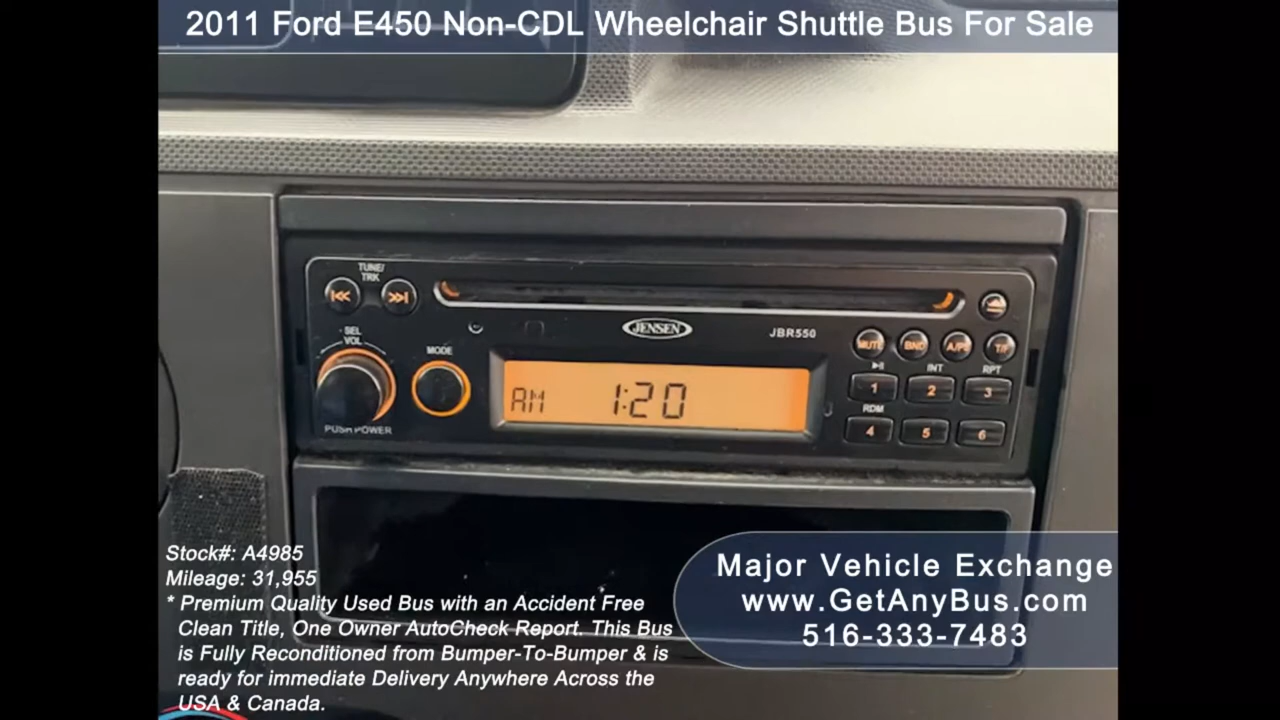 2011 Ford E450 Non-CDL Wheelchair Shuttle Bus For Sale
TUNE/
TRK
SEL
VOL
MODE
PUSH POWER
JENSEN
JBR550
AM 1:20
MUTE BND A/PS T/F
INT RPT
1 2 3
RDM
4 5 6
Stock#: A4985
Mileage: 31,955
* Premium Quality Used Bus with an Accident Free
Clean Title, One Owner AutoCheck Report. This Bus
is Fully Reconditioned from Bumper-To-Bumper & is
ready for immediate Delivery Anywhere Across the
USA & Canada.
Major Vehicle Exchange
www.GetAnyBus.com
516-333-7483